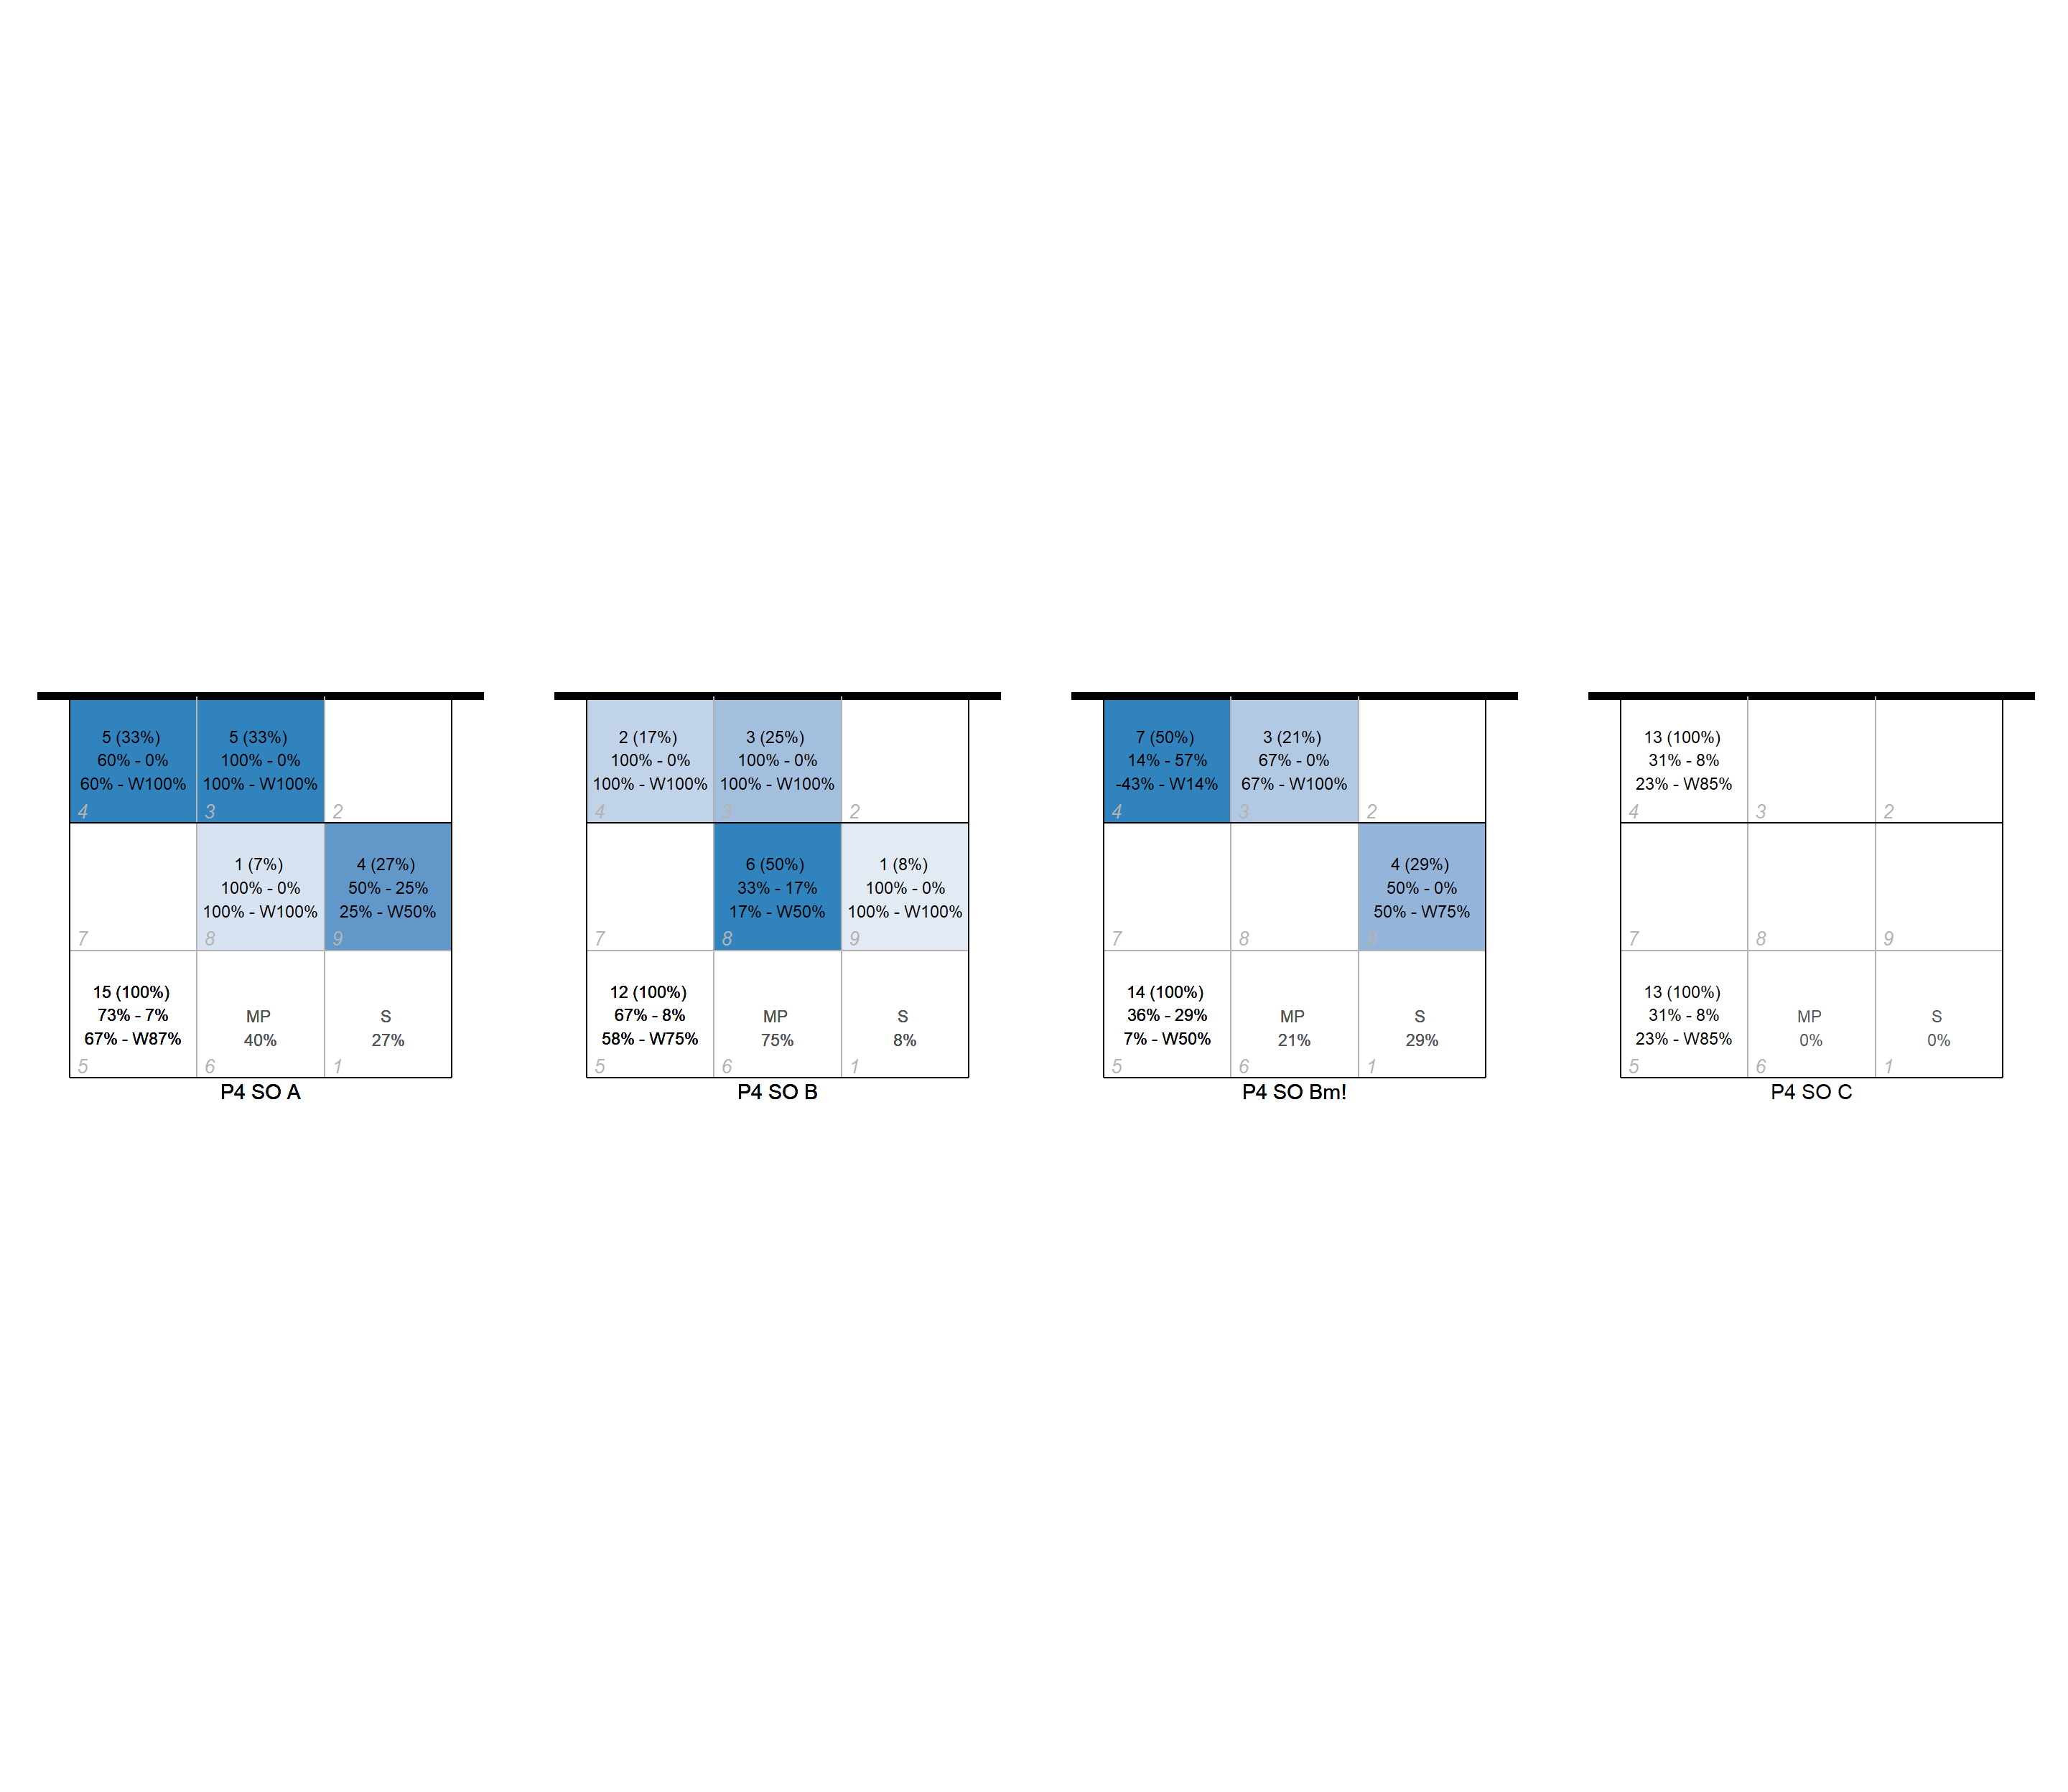 5 (33%)
60% - 0%
60% - W100%
4
5 (33%)
100% - 0%
100% - W100%
3
2
7
1 (7%)
100% - 0%
100% - W100%
8
4 (27%)
50% - 25%
25% - W50%
9
15 (100%)
73% - 7%
67% - W87%
5
MP
40%
6
S
27%
1
P4 SO A
2 (17%)
100% - 0%
100% - W100%
4
3 (25%)
100% - 0%
100% - W100%
3
2
7
6 (50%)
33% - 17%
17% - W50%
8
1 (8%)
100% - 0%
100% - W100%
9
12 (100%)
67% - 8%
58% - W75%
5
MP
75%
6
S
8%
1
P4 SO B
7 (50%)
14% - 57%
-43% - W14%
4
3 (21%)
67% - 0%
67% - W100%
3
2
7
8
4 (29%)
50% - 0%
50% - W75%
9
14 (100%)
36% - 29%
7% - W50%
5
MP
21%
6
S
29%
1
P4 SO Bm!
13 (100%)
31% - 8%
23% - W85%
4
3
2
7
8
9
13 (100%)
31% - 8%
23% - W85%
5
MP
0%
6
S
0%
1
P4 SO C